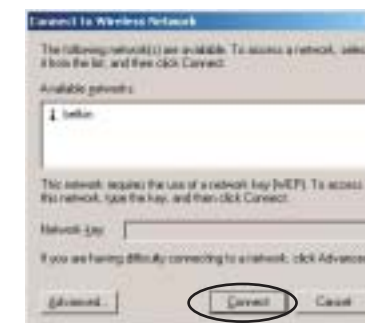 Connect to Wireless Network
The following network(s) are available. To access a network, selec
it from the list, and then click Connect.
Available networks:
belkin
This network requires the use of a network key (WEP). To access
this network, type the key, and then click Connect.
Network key:
If you are having difficulty connecting to a network, click Advanced
Advanced...
Connect
Cancel